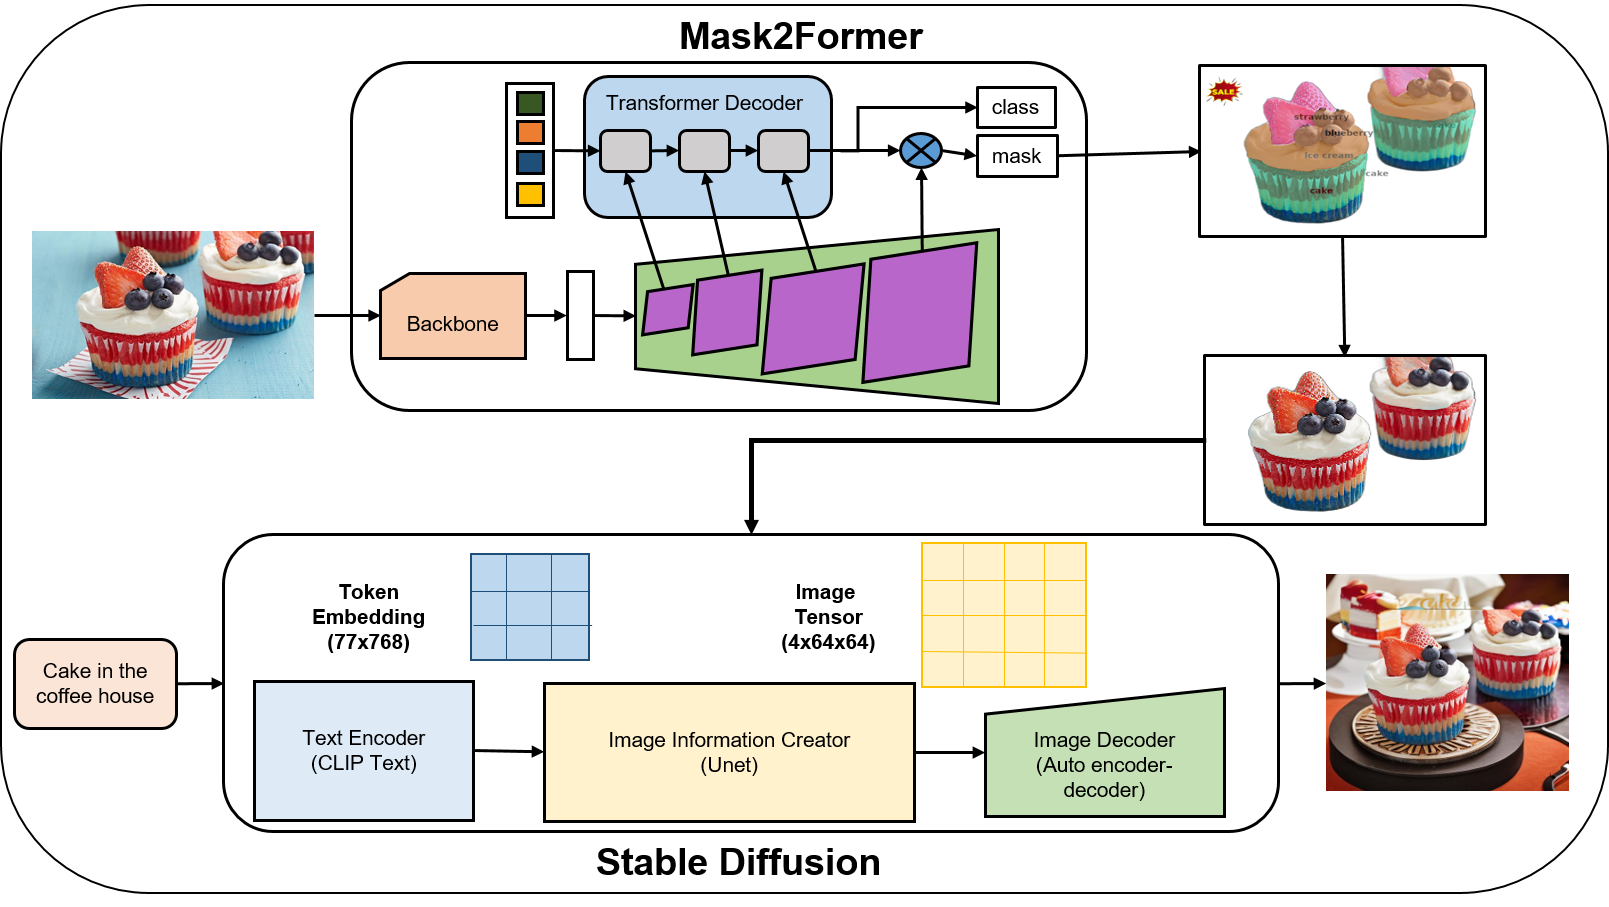 Mask2Former
Transformer Decoder
class
mask
Backbone
SALE
strawberry
blueberry
ice cream
cake
cake
Token
Embedding
(77x768)
Image
Tensor
(4x64x64)
Cake in the
coffee house
Text Encoder
(CLIP Text)
Image Information Creator
(Unet)
Image Decoder
(Auto encoder-
decoder)
Stable Diffusion